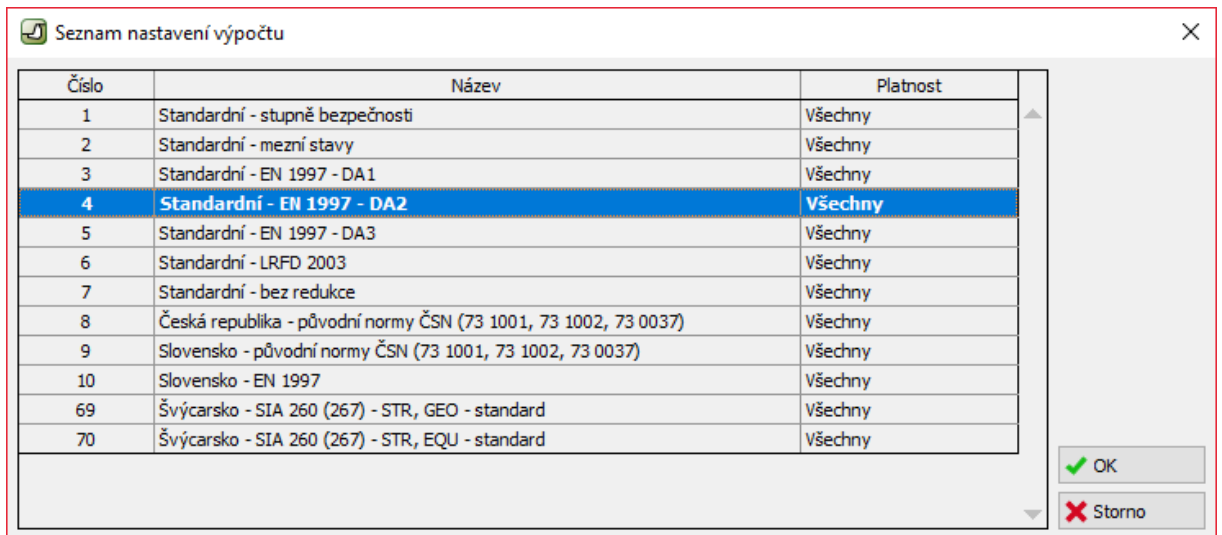 Seznam nastavení výpočtu
Číslo Název Platnost
1 Standardní - stupně bezpečnosti Všechny
2 Standardní - mezní stavy Všechny
3 Standardní - EN 1997 - DA1 Všechny
4 Standardní - EN 1997 - DA2 Všechny
5 Standardní - EN 1997 - DA3 Všechny
6 Standardní - LRFD 2003 Všechny
7 Standardní - bez redukce Všechny
8 Česká republika - původní normy ČSN (73 1001, 73 1002, 73 0037) Všechny
9 Slovensko - původní normy ČSN (73 1001, 73 1002, 73 0037) Všechny
10 Slovensko - EN 1997 Všechny
69 Švýcarsko - SIA 260 (267) - STR, GEO - standard Všechny
70 Švýcarsko - SIA 260 (267) - STR, EQU - standard Všechny
OK
Storno